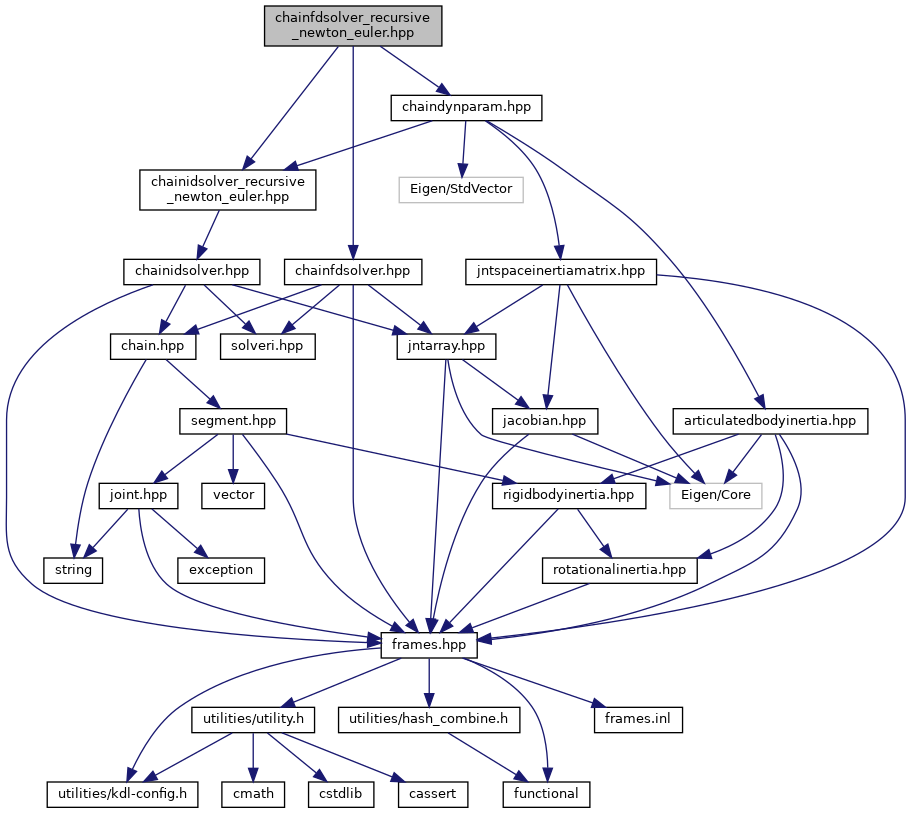 chainfdsolver_recursive
_newton_euler.hpp
chaindynparam.hpp
chainidsolver_recursive
_newton_euler.hpp
Eigen/StdVector
chainidsolver.hpp
chainfdsolver.hpp
jntspaceinertiamatrix.hpp
chain.hpp
solveri.hpp
jntarray.hpp
segment.hpp
jacobian.hpp
articulatedbodyinertia.hpp
joint.hpp
vector
rigidbodyinertia.hpp
Eigen/Core
string
exception
rotationalinertia.hpp
frames.hpp
utilities/utility.h
utilities/hash_combine.h
frames.inl
utilities/kdl-config.h
cmath
cstdlib
cassert
functional